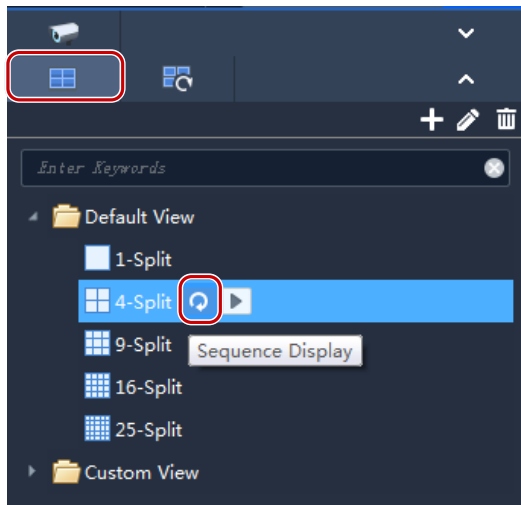 Enter Keywords
Default View
1-Split
4-Split
9-Split
Sequence Display
16-Split
25-Split
Custom View